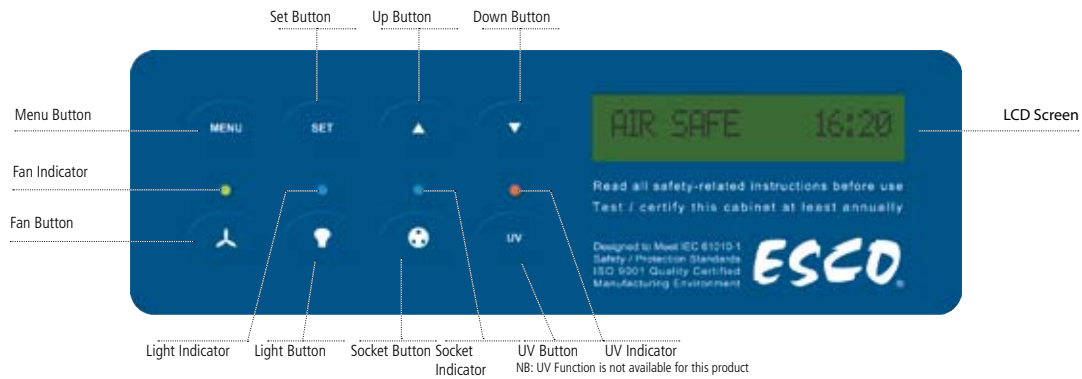 Set Button Up Button Down Button
Menu Button
LCD Screen
MENU SET
AIR SAFE 16:20
Fan Indicator
Read all safety-related instructions before use
Test / certify this cabinet at least annually
Fan Button
UV
Designed to Meet IEC 61010-1
Safety / Protection Standards
ISO 9001 Quality Certified
Manufacturing Environment
ESCO®
Light Indicator Light Button Socket Button Socket Indicator UV Button UV Indicator
NB: UV Function is not available for this product